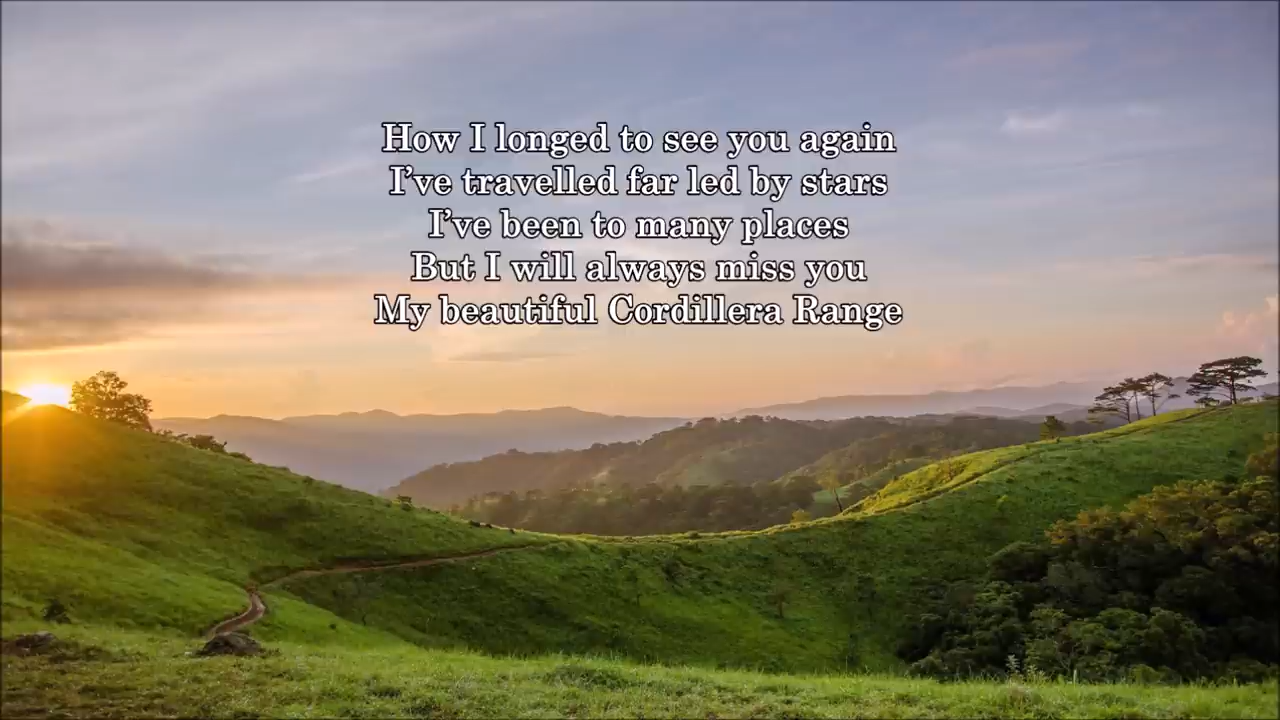 How I longed to see you again
I've travelled far led by stars
I've been to many places
But I will always miss you
My beautiful Cordillera Range